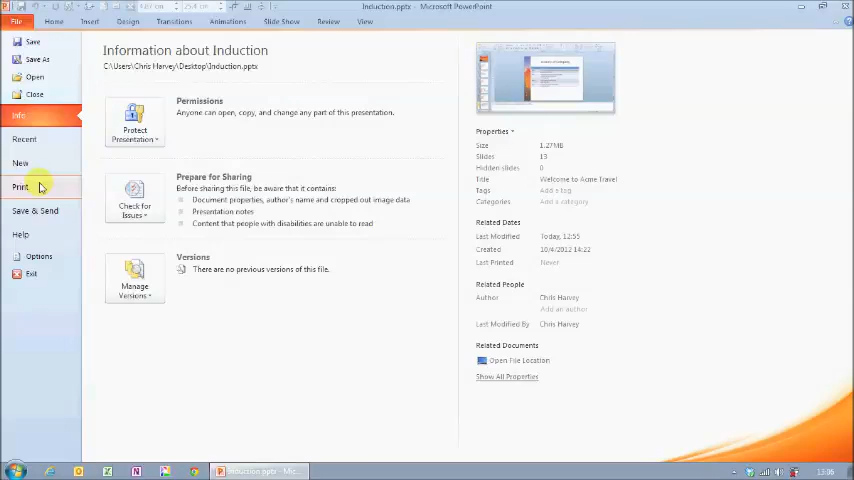 Induction.pptx - Microsoft PowerPoint
File
Home
Insert
Design
Transitions
Animations
Slide Show
Review
View
Save
Save As
Open
Close
Info
Recent
New
Print
Save & Send
Help
Options
Exit
Information about Induction
C:\Users\Chris Harvey\Desktop\Induction.pptx
Protect
Presentation
Permissions
Anyone can open, copy, and change any part of this presentation.
Check for
Issues
Prepare for Sharing
Before sharing this file, be aware that it contains:
Document properties, author's name and cropped out image data
Presentation notes
Content that people with disabilities are unable to read
Manage
Versions
Versions
There are no previous versions of this file.
Properties
Size 1.27MB
Slides 13
Hidden slides 0
Title Welcome to Acme Travel
Tags Add a tag
Categories Add a category
Related Dates
Last Modified Today, 12:55
Created 10/4/2012 14:22
Last Printed Never
Related People
Author Chris Harvey
Add an author
Last Modified By Chris Harvey
Related Documents
Open File Location
Show All Properties
Induction.pptx - Mic...
13:06